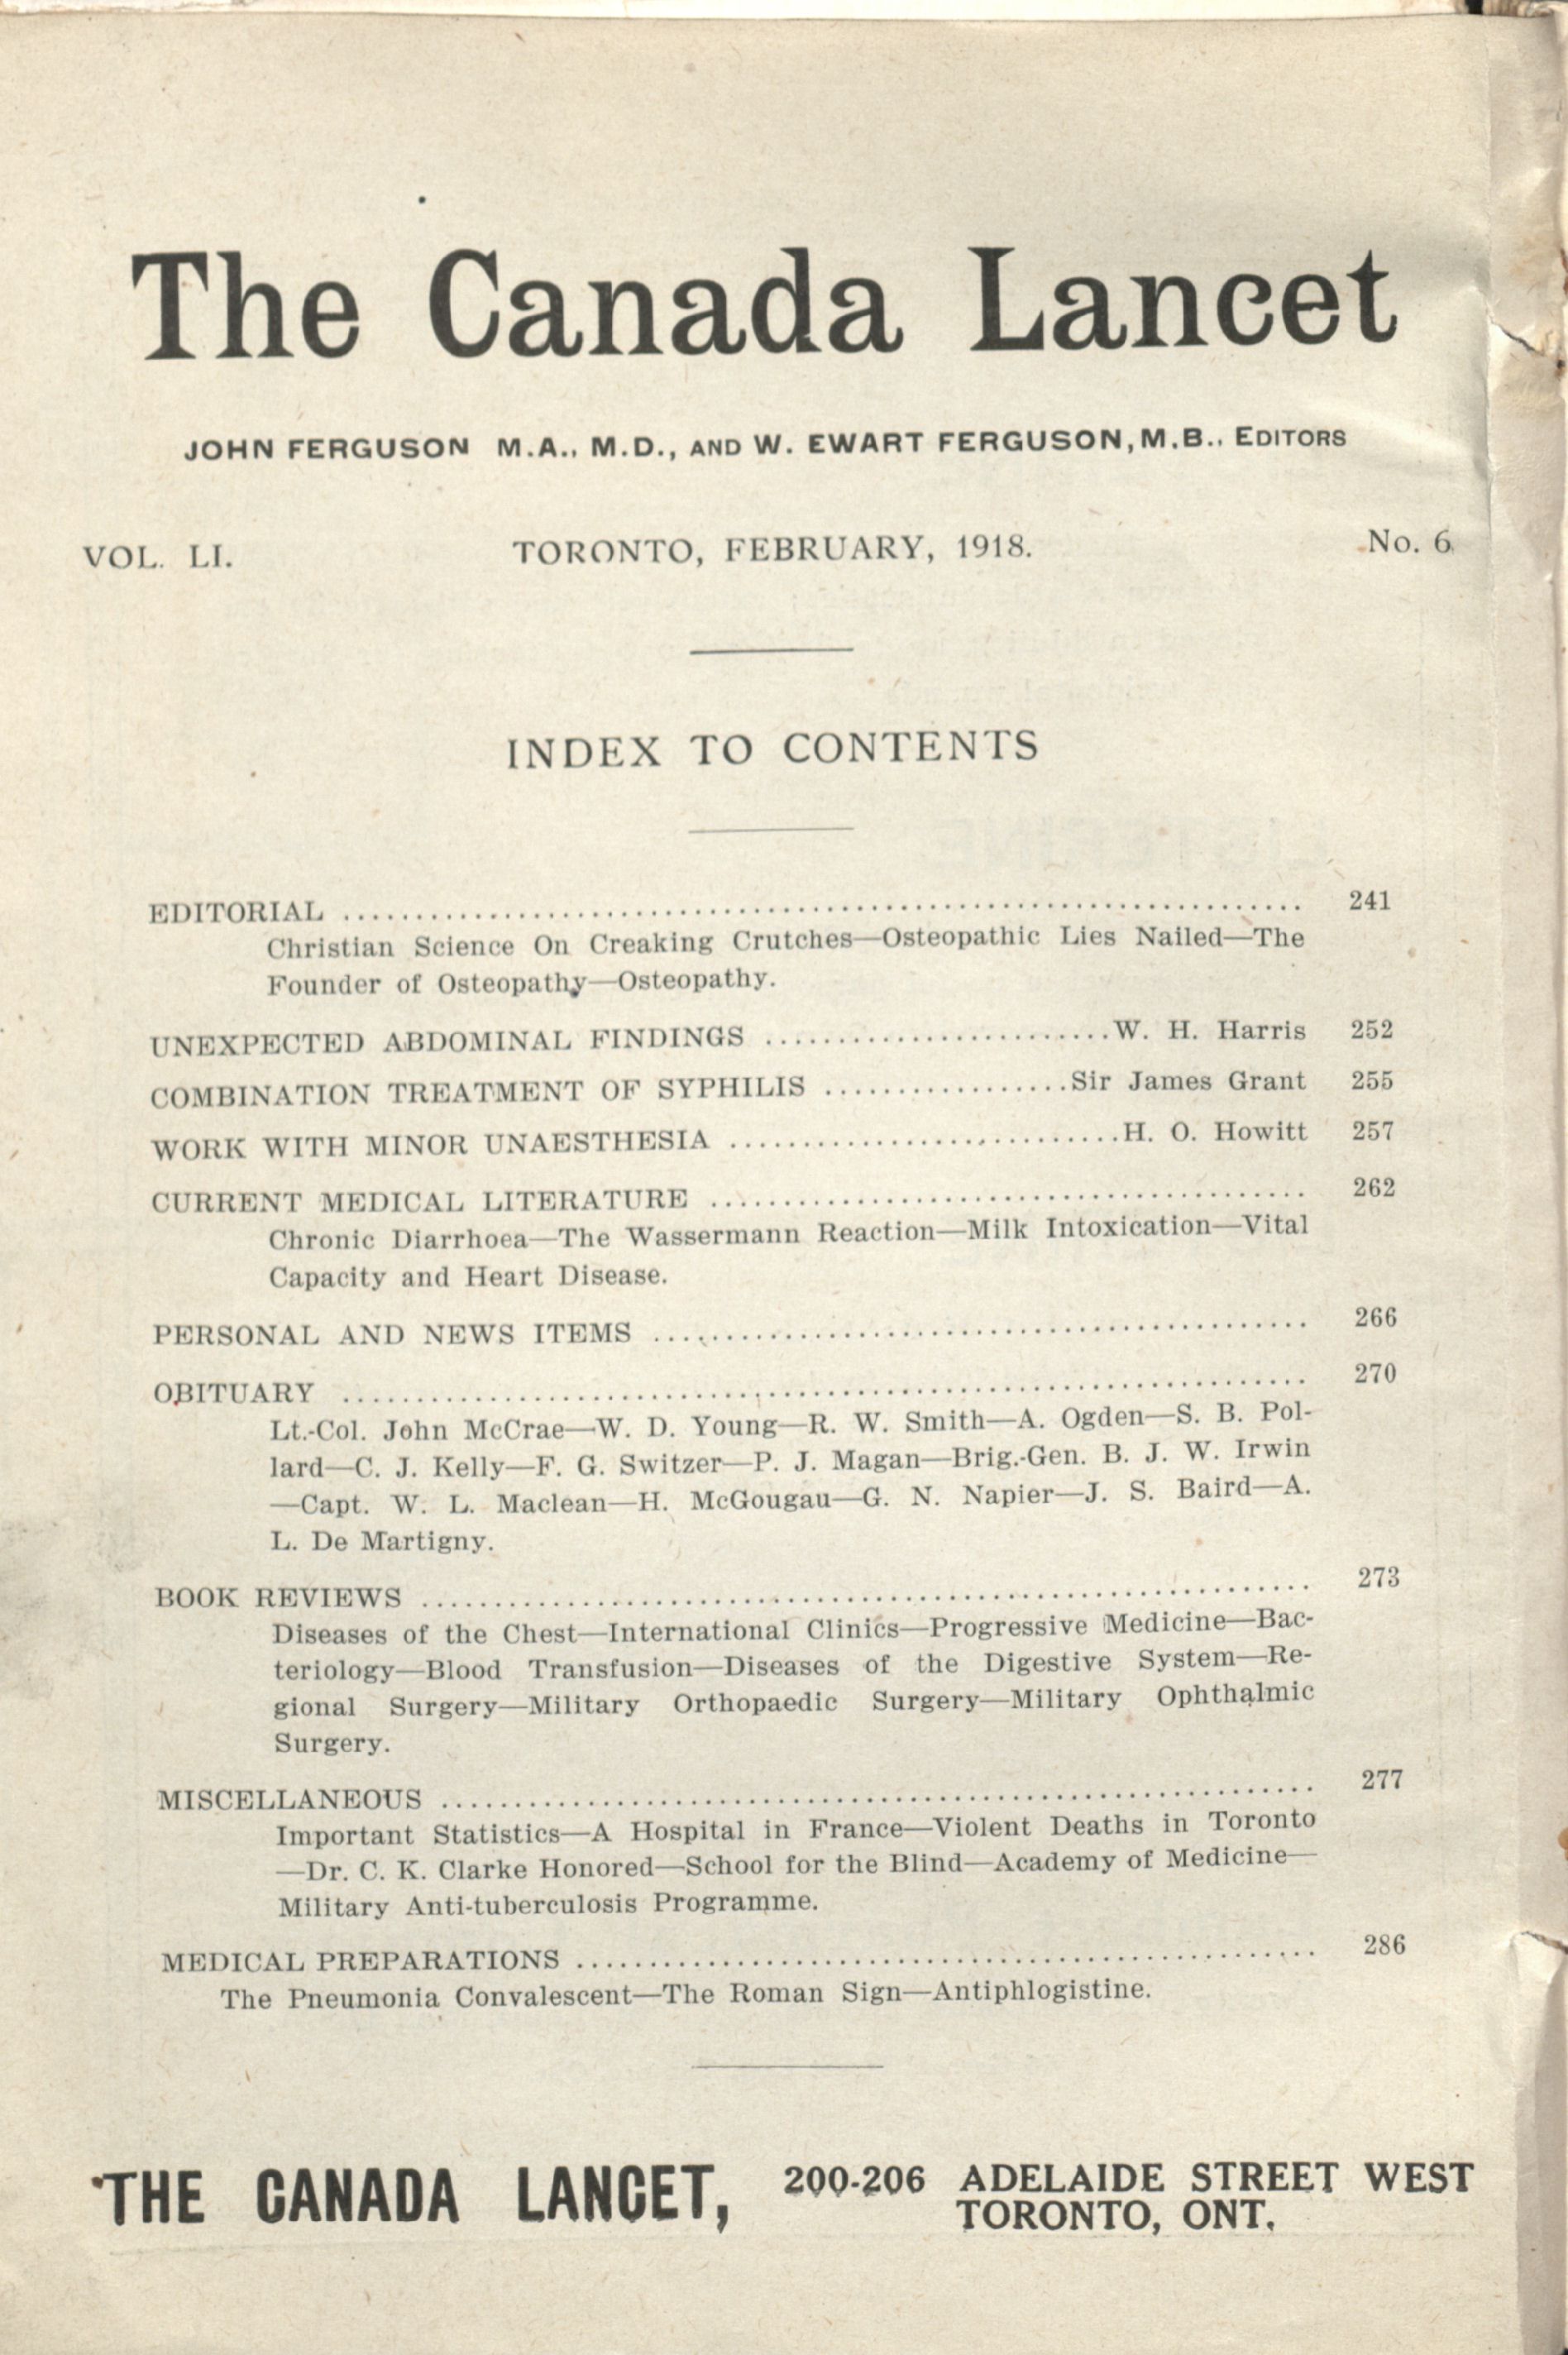 The Canada Lancet
JOHN FERGUSON M.A., M.D., AND W. EWART FERGUSON, M.B., EDITORS
VOL. LI. TORONTO, FEBRUARY, 1918. No. 6
INDEX TO CONTENTS
EDITORIAL ........................................ 241
Christian Science On Creaking Crutches—Osteopathic Lies Nailed—The
Founder of Osteopathy—Osteopathy.
UNEXPECTED ABDOMINAL FINDINGS ........................W. H. Harris 252
COMBINATION TREATMENT OF SYPHILIS .................Sir James Grant 255
WORK WITH MINOR UNAESTHESIA ...........................H. O. Howitt 257
CURRENT MEDICAL LITERATURE ........................................ 262
Chronic Diarrhoea—The Wassermann Reaction—Milk Intoxication—Vital
Capacity and Heart Disease.
PERSONAL AND NEWS ITEMS ........................................ 266
OBITUARY ........................................ 270
Lt.-Col. John McCrae—W. D. Young—R. W. Smith—A. Ogden—S. B. Pol-
lard—C. J. Kelly—F. G. Switzer—P. J. Magan—Brig.-Gen. B. J. W. Irwin
—Capt. W. L. Maclean—H. McGougau—G. N. Napier—J. S. Baird—A.
L. De Martigny.
BOOK REVIEWS ........................................ 273
Diseases of the Chest—International Clinics—Progressive Medicine—Bac-
teriology—Blood Transfusion—Diseases of the Digestive System—Re-
gional Surgery—Military Orthopaedic Surgery—Military Ophthalmic
Surgery.
MISCELLANEOUS ........................................ 277
Important Statistics—A Hospital in France—Violent Deaths in Toronto
—Dr. C. K. Clarke Honored—School for the Blind—Academy of Medicine—
Military Anti-tuberculosis Programme.
MEDICAL PREPARATIONS ........................................ 286
The Pneumonia Convalescent—The Roman Sign—Antiphlogistine.
THE CANADA LANCET, 200-206 ADELAIDE STREET WEST
TORONTO, ONT.